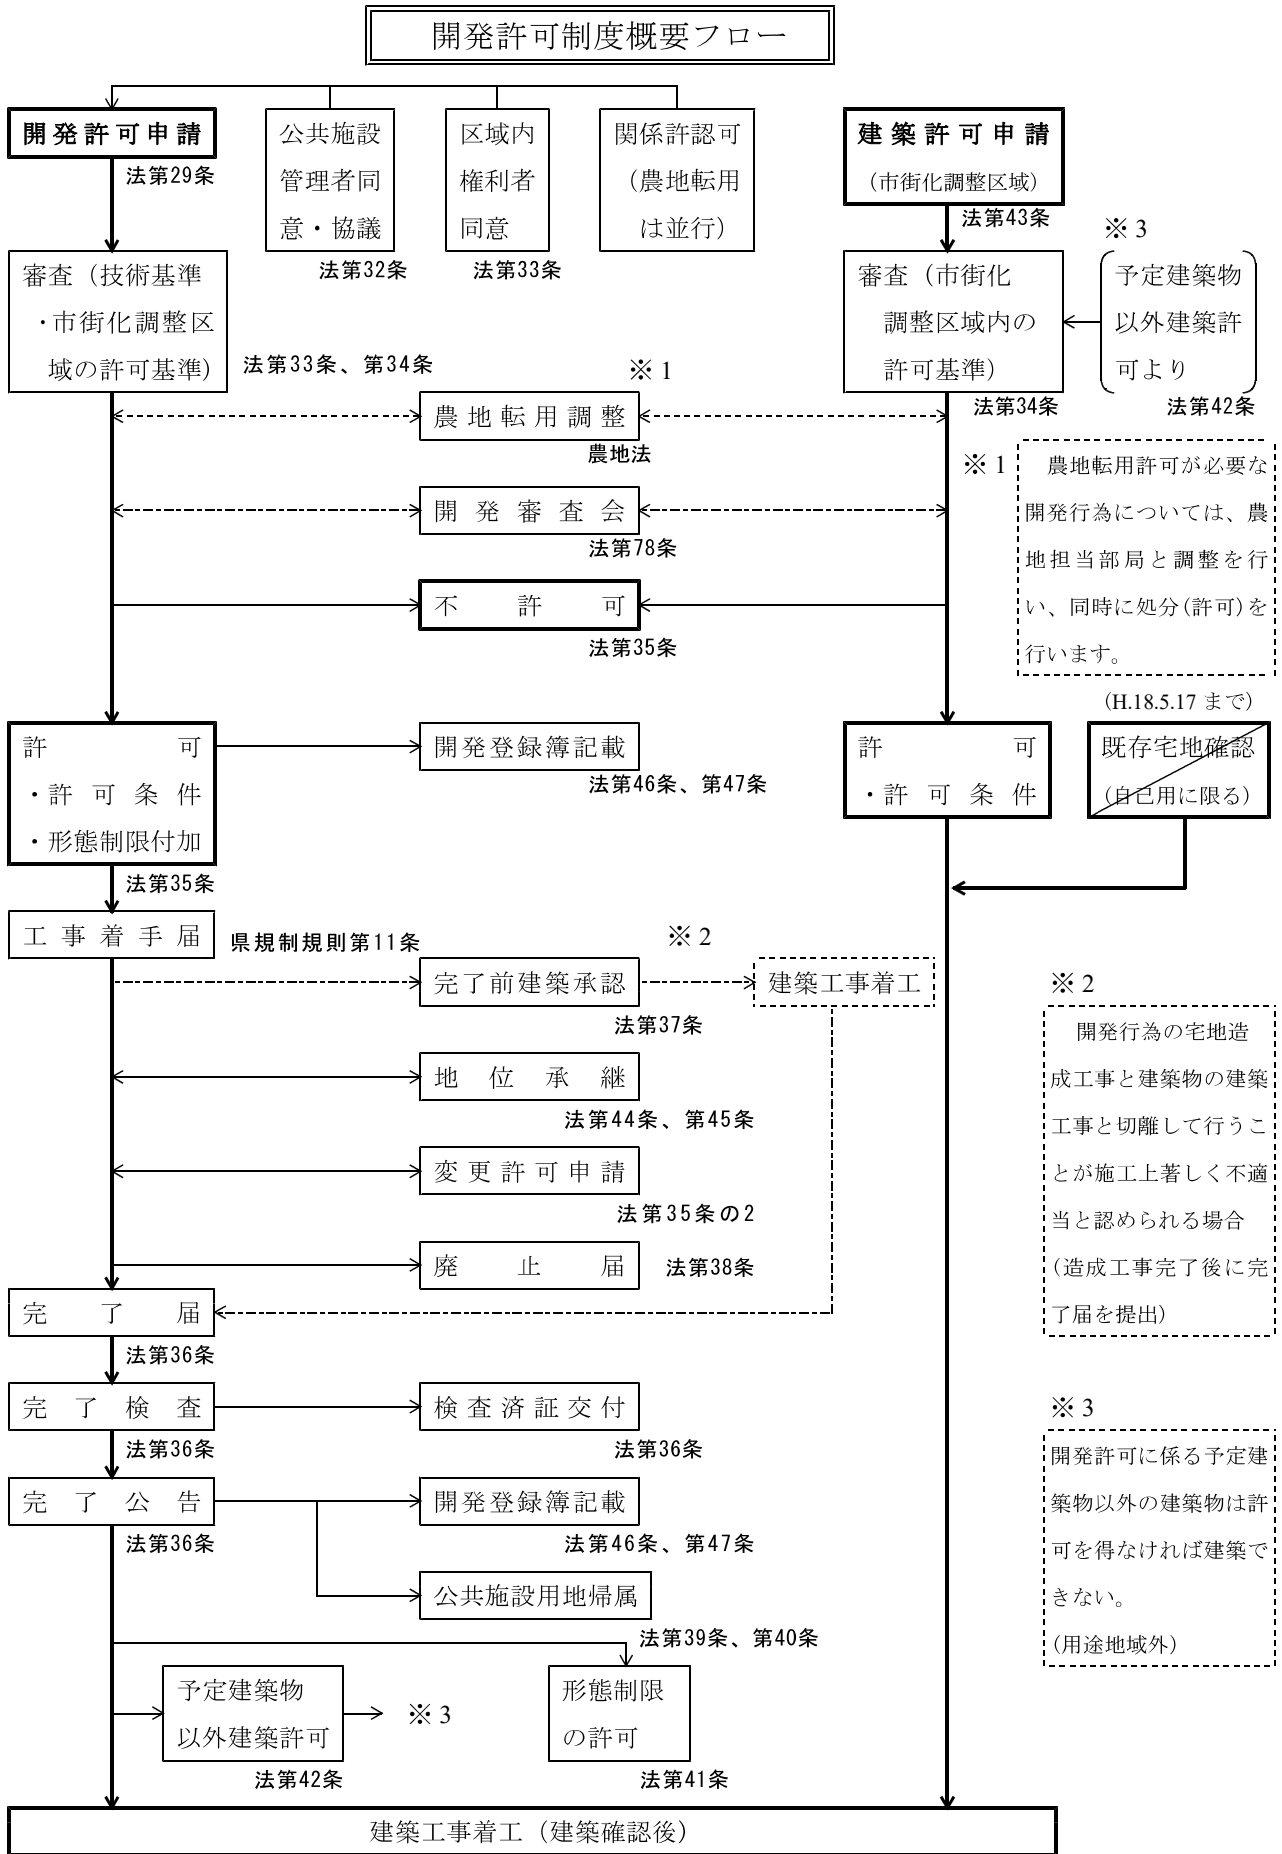 開発許可制度概要フロー
開発許可申請
法第29条
公共施設
管理者同
意・協議
法第32条
区域内
権利者
同意
法第33条
関係許認可
（農地転用
は並行）
建築許可申請
（市街化調整区域）
法第43条
審査（技術基準
・市街化調整区
域の許可基準）
法第33条、第34条
審査（市街化
調整区域内の
許可基準）
法第34条
※3
予定建築物
以外建築許
可より
法第42条
※1
農地転用調整
農地法
開発審査会
法第78条
不許可
法第35条
※1
農地転用許可が必要な
開発行為については、農
地担当部局と調整を行
い、同時に処分（許可）を
行います。
許可
・許可条件
・形態制限付加
法第35条
開発登録簿記載
法第46条、第47条
許可
・許可条件
（H.18.5.17 まで）
既存宅地確認
（自己用に限る）
工事着手届
県規制規則第11条
※2
完了前建築承認
法第37条
建築工事着工
地位承継
法第44条、第45条
変更許可申請
法第35条の2
廃止届
法第38条
※2
開発行為の宅地造
成工事と建築物の建築
工事と切離して行うこ
とが施工上著しく不適
当と認められる場合
（造成工事完了後に完
了届を提出）
完了届
法第36条
完了検査
法第36条
検査済証交付
法第36条
完了公告
法第36条
開発登録簿記載
法第46条、第47条
公共施設用地帰属
法第39条、第40条
※3
開発許可に係る予定建
築物以外の建築物は許
可を得なければ建築で
きない。
（用途地域外）
予定建築物
以外建築許可
法第42条
※3
形態制限
の許可
法第41条
建築工事着工（建築確認後）